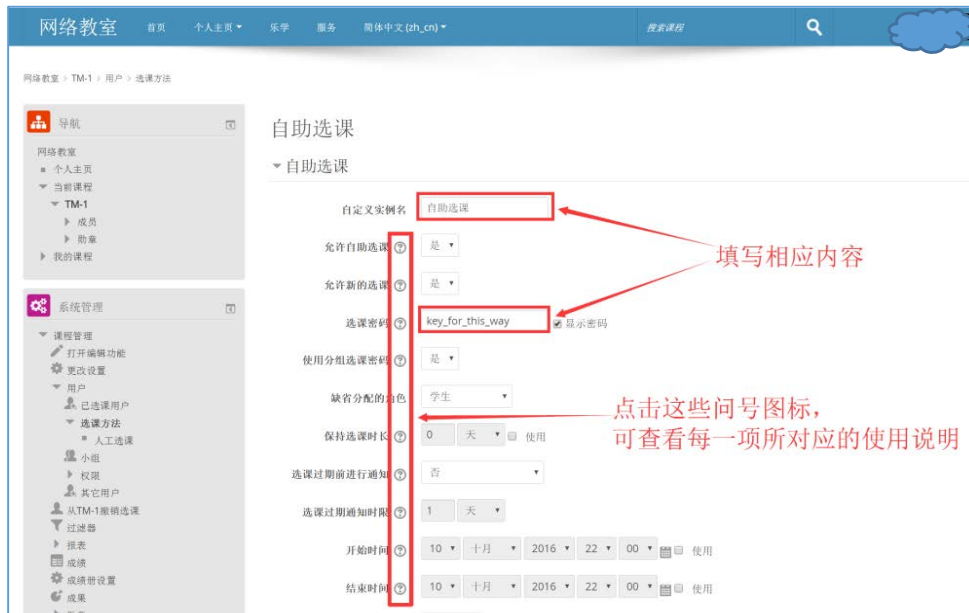 网络教室 首页 个人主页 乐学 服务 简体中文 (zh_cn) 搜索课程
网络教室 > TM-1 > 用户 > 选课方法
导航
网络教室
个人主页
当前课程
TM-1
成员
勋章
我的课程
系统管理
课程管理
打开编辑功能
更改设置
用户
已选课用户
选课方法
人工选课
小组
权限
其它用户
从TM-1撤销选课
过滤器
报表
成绩
成绩册设置
成果
自助选课
自助选课
自定义实例名 自助选课
允许自助选课 是
填写相应内容
允许新的选课 是
选课密码 key_for_this_way 显示密码
使用分组选课密码 是
缺省分配的角色 学生
点击这些问号图标，
可查看每一项所对应的使用说明
保持选课时长 0 天 使用
选课过期前进行通知 否
选课过期通知时限 1 天
开始时间 10 十月 2016 22 00 使用
结束时间 10 十月 2016 22 00 使用